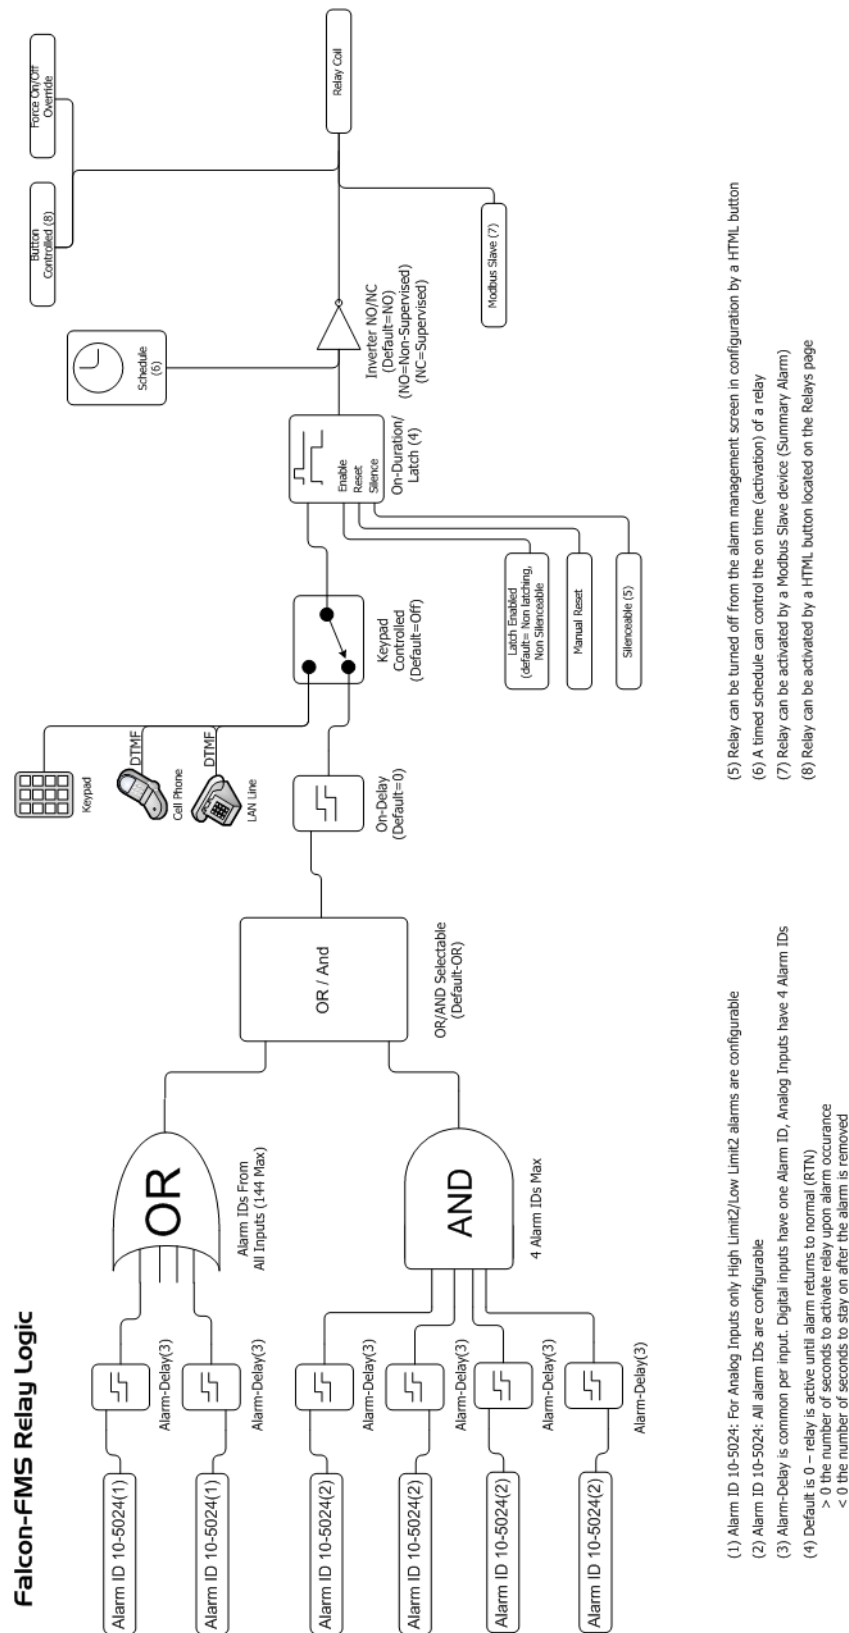 Falcon-FMS Relay Logic
Alarm ID 10-5024(1)
Alarm ID 10-5024(1)
Alarm ID 10-5024(2)
Alarm ID 10-5024(2)
Alarm ID 10-5024(2)
Alarm ID 10-5024(2)
Alarm-Delay(3)
Alarm-Delay(3)
Alarm-Delay(3)
Alarm-Delay(3)
Alarm-Delay(3)
Alarm-Delay(3)
OR
Alarm IDs From
All Inputs (144 Max)
AND
4 Alarm IDs Max
OR / And
OR/AND Selectable
(Default-OR)
Keypad
DTMF
Cell Phone
DTMF
LAN Line
On-Delay
(Default=0)
Keypad
Controlled
(Default=Off)
Latch Enabled
(default= Non latching,
Non Silenceable
Manual Reset
Silenceable (5)
Enable
Reset
Silence
On-Duration/
Latch (4)
Schedule
(6)
Inverter NO/NC
(Default=NO)
(NO=Non-Supervised)
(NC=Supervised)
Button
Controlled (8)
Force On/Off
Override
Modbus Slave (7)
Relay Coil
(1) Alarm ID 10-5024: For Analog Inputs only High Limit2/Low Limit2 alarms are configurable
(2) Alarm ID 10-5024: All alarm IDs are configurable
(3) Alarm-Delay is common per input. Digital inputs have one Alarm ID, Analog Inputs have 4 Alarm IDs
(4) Default is 0 – relay is active until alarm returns to normal (RTN)
> 0 the number of seconds to activate relay upon alarm occurance
< 0 the number of seconds to stay on after the alarm is removed
(5) Relay can be turned off from the alarm management screen in configuration by a HTML button
(6) A timed schedule can control the on time (activation) of a relay
(7) Relay can be activated by a Modbus Slave device (Summary Alarm)
(8) Relay can be activated by a HTML button located on the Relays page